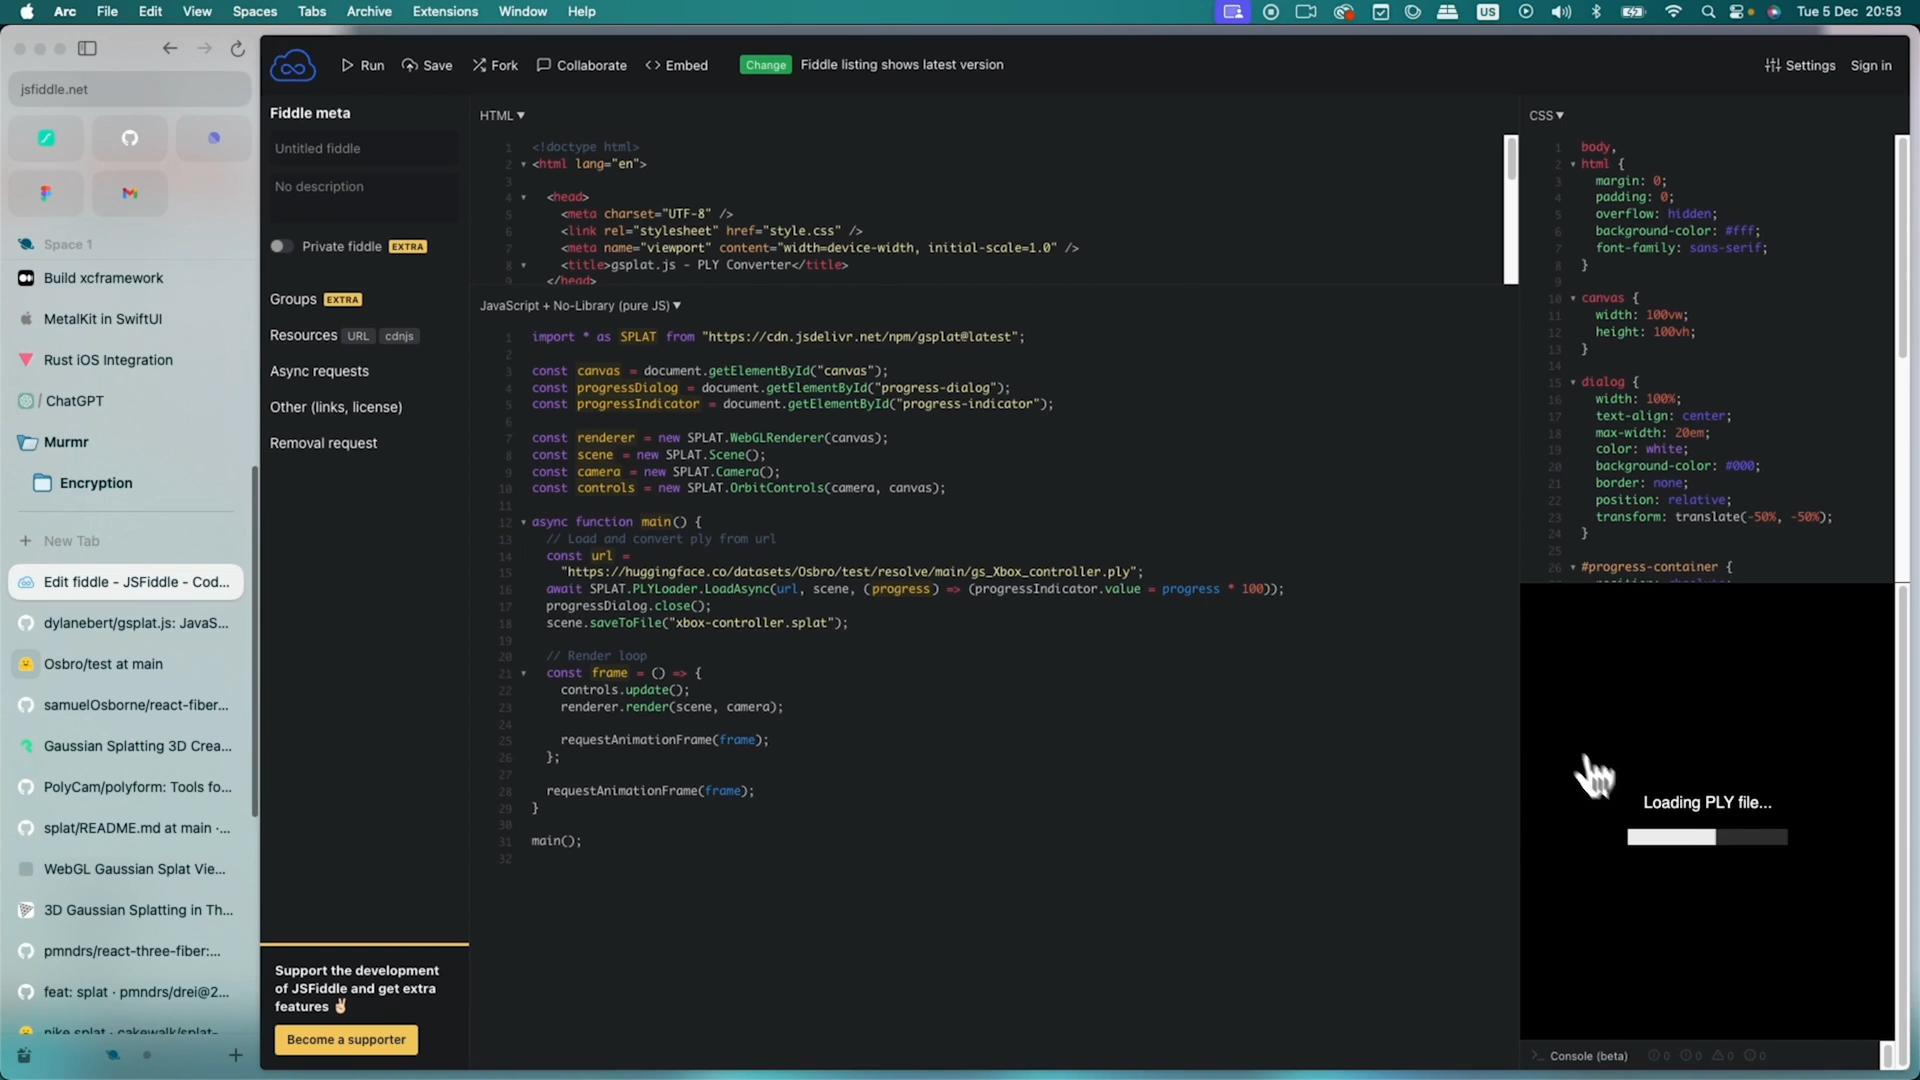 Arc File Edit View Spaces Tabs Archive Extensions Window Help US Tue 5 Dec 20:53
jsfiddle.net
Space 1
Build xcframework
MetalKit in SwiftUI
Rust iOS Integration
/ ChatGPT
Murmr
Encryption
+ New Tab
Edit fiddle - JSFiddle - Cod...
dylanebert/gsplat.js: JavaS...
Osbro/test at main
samuelOsborne/react-fiber...
Gaussian Splatting 3D Crea...
PolyCam/polyform: Tools fo...
splat/README.md at main ·...
WebGL Gaussian Splat Vie...
3D Gaussian Splatting in Th...
pmndrs/react-three-fiber:...
feat: splat · pmndrs/drei@2...
nike.splat · cakewalk/splat-
Run Save Fork Collaborate Embed Change Fiddle listing shows latest version Settings Sign in
Fiddle meta
Untitled fiddle
No description
Private fiddle EXTRA
Groups EXTRA
Resources URL cdnjs
Async requests
Other (links, license)
Removal request
Support the development
of JSFiddle and get extra
features
Become a supporter
HTML ▼
1 <!doctype html>
2 <html lang="en">
3
4 <head>
5 <meta charset="UTF-8" />
6 <link rel="stylesheet" href="style.css" />
7 <meta name="viewport" content="width=device-width, initial-scale=1.0" />
8 <title>gsplat.js - PLY Converter</title>
9 </head>
JavaScript + No-Library (pure JS) ▼
1 import * as SPLAT from "https://cdn.jsdelivr.net/npm/gsplat@latest";
2
3 const canvas = document.getElementById("canvas");
4 const progressDialog = document.getElementById("progress-dialog");
5 const progressIndicator = document.getElementById("progress-indicator");
6
7 const renderer = new SPLAT.WebGLRenderer(canvas);
8 const scene = new SPLAT.Scene();
9 const camera = new SPLAT.Camera();
10 const controls = new SPLAT.OrbitControls(camera, canvas);
11
12 async function main() {
13 // Load and convert ply from url
14 const url =
15 "https://huggingface.co/datasets/Osbro/test/resolve/main/gs_Xbox_controller.ply";
16 await SPLAT.PLYLoader.LoadAsync(url, scene, (progress) => (progressIndicator.value = progress * 100));
17 progressDialog.close();
18 scene.saveToFile("xbox-controller.splat");
19
20 // Render loop
21 const frame = () => {
22 controls.update();
23 renderer.render(scene, camera);
24
25 requestAnimationFrame(frame);
26 };
27
28 requestAnimationFrame(frame);
29 }
30
31 main();
32
CSS ▼
1 body,
2 html {
3 margin: 0;
4 padding: 0;
5 overflow: hidden;
6 background-color: #fff;
7 font-family: sans-serif;
8 }
9
10 canvas {
11 width: 100vw;
12 height: 100vh;
13 }
14
15 dialog {
16 width: 100%;
17 text-align: center;
18 max-width: 20em;
19 color: white;
20 background-color: #000;
21 border: none;
22 position: relative;
23 transform: translate(-50%, -50%);
24 }
25
26 #progress-container {
Loading PLY file...
Console (beta) 0 0 0 0